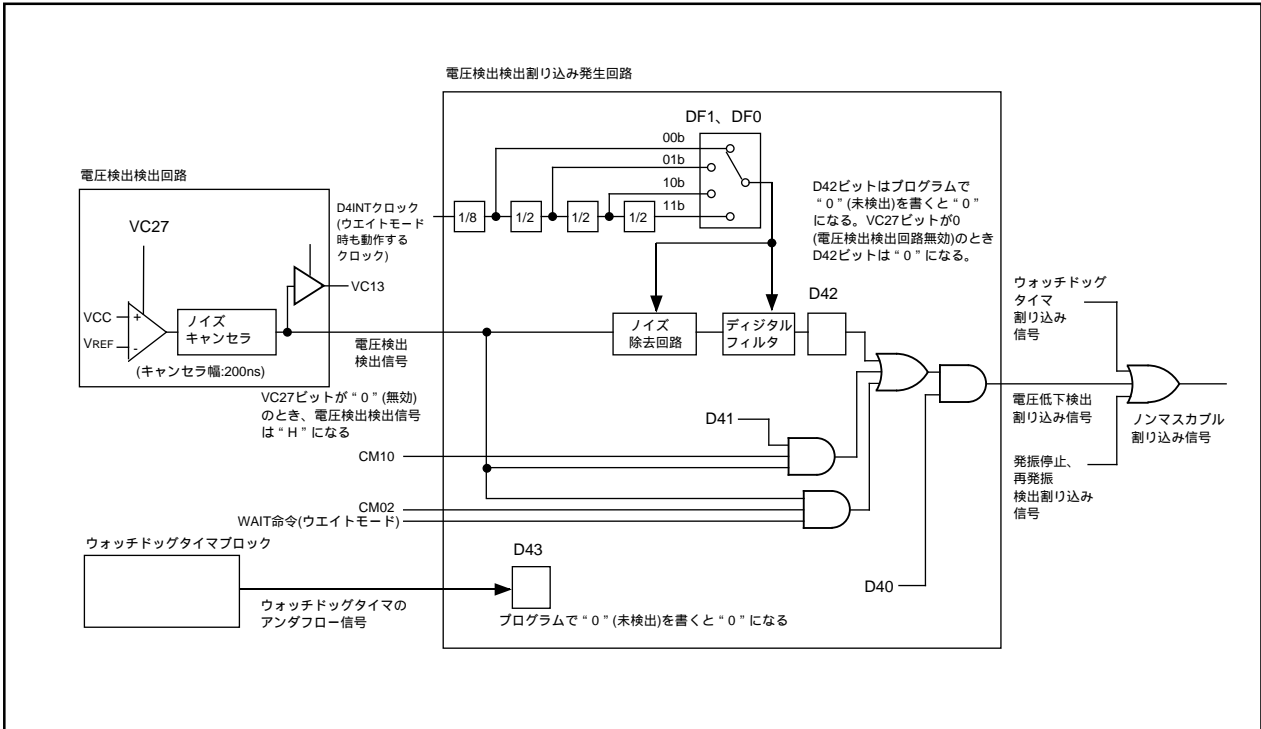 電圧検出検出割り込み発生回路
DF1、DF0
00b
01b
10b
11b
電圧検出検出回路
VC27
D4INTクロック
(ウエイトモード
時も動作する
クロック)
1/8
1/2
1/2
1/2
D42ビットはプログラムで
“0”(未検出)を書くと“0”
になる。VC27ビットが0
(電圧検出検出回路無効)のとき
D42ビットは“0”になる。
VC13
VCC
+
VREF
-
ノイズ
キャンセラ
(キャンセラ幅:200ns)
電圧検出
検出信号
ノイズ
除去回路
ディジタル
フィルタ
D42
ウォッチドッグ
タイマ
割り込み
信号
VC27ビットが“0”(無効)
のとき、電圧検出検出信号
は“H”になる
電圧低下検出
割り込み信号
ノンマスカブル
割り込み信号
D41
CM10
発振停止、
再発振
検出割り込み
信号
CM02
WAIT命令(ウエイトモード)
ウォッチドッグタイマブロック
D43
D40
ウォッチドッグタイマの
アンダフロー信号
プログラムで“0”(未検出)を書くと“0”になる